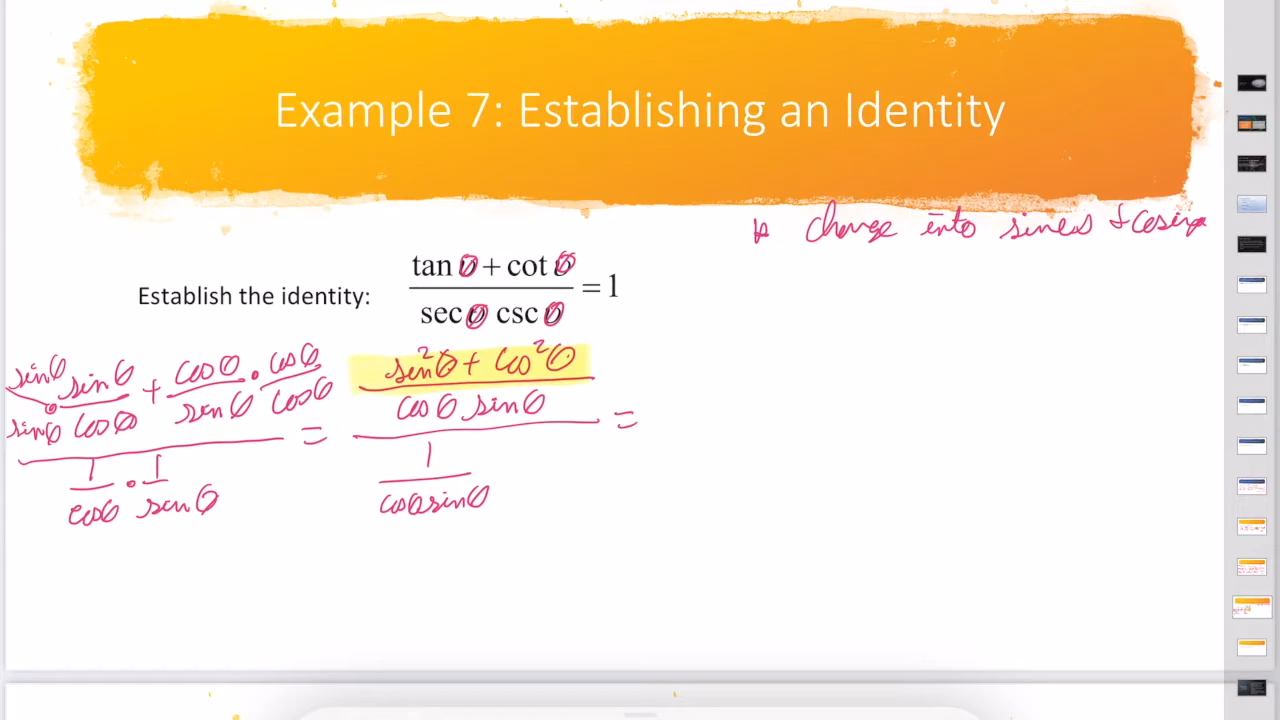 Example 7: Establishing an Identity
* change into sines & cosines
Establish the identity: (tan θ + cot θ)/(sec θ csc θ) = 1
(sinθ/sinθ · sinθ/cosθ + cosθ/sinθ · cosθ/cosθ)/(1/cosθ · 1/sinθ) = ((sin²θ + cos²θ)/(cosθ sinθ))/(1/(cosθsinθ)) =